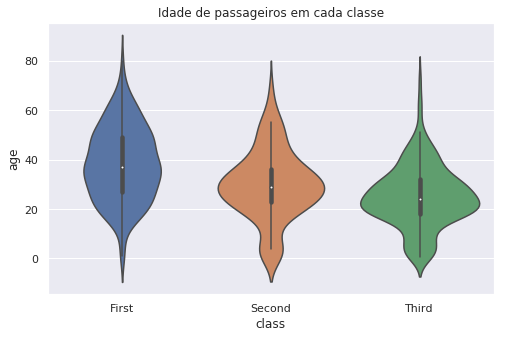 Idade de passageiros em cada classe
age
80
60
40
20
0
First Second Third
class